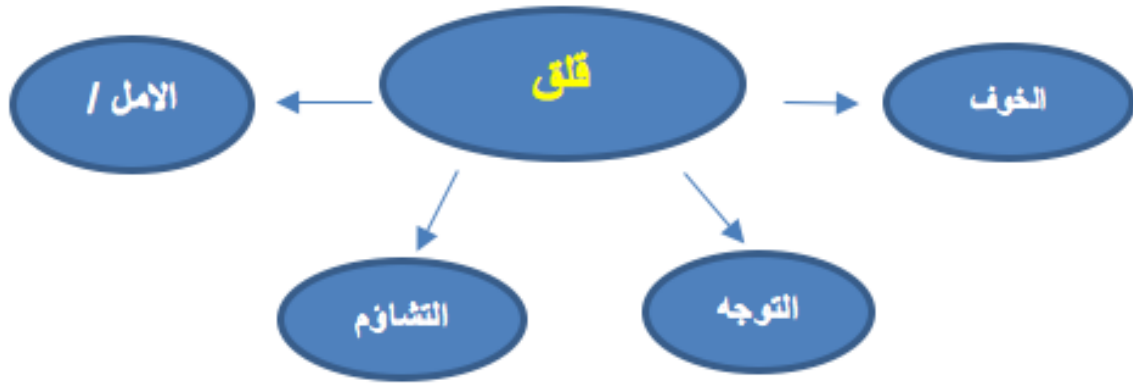 قلق
الخوف
الامل /
التوجه
التشاؤم